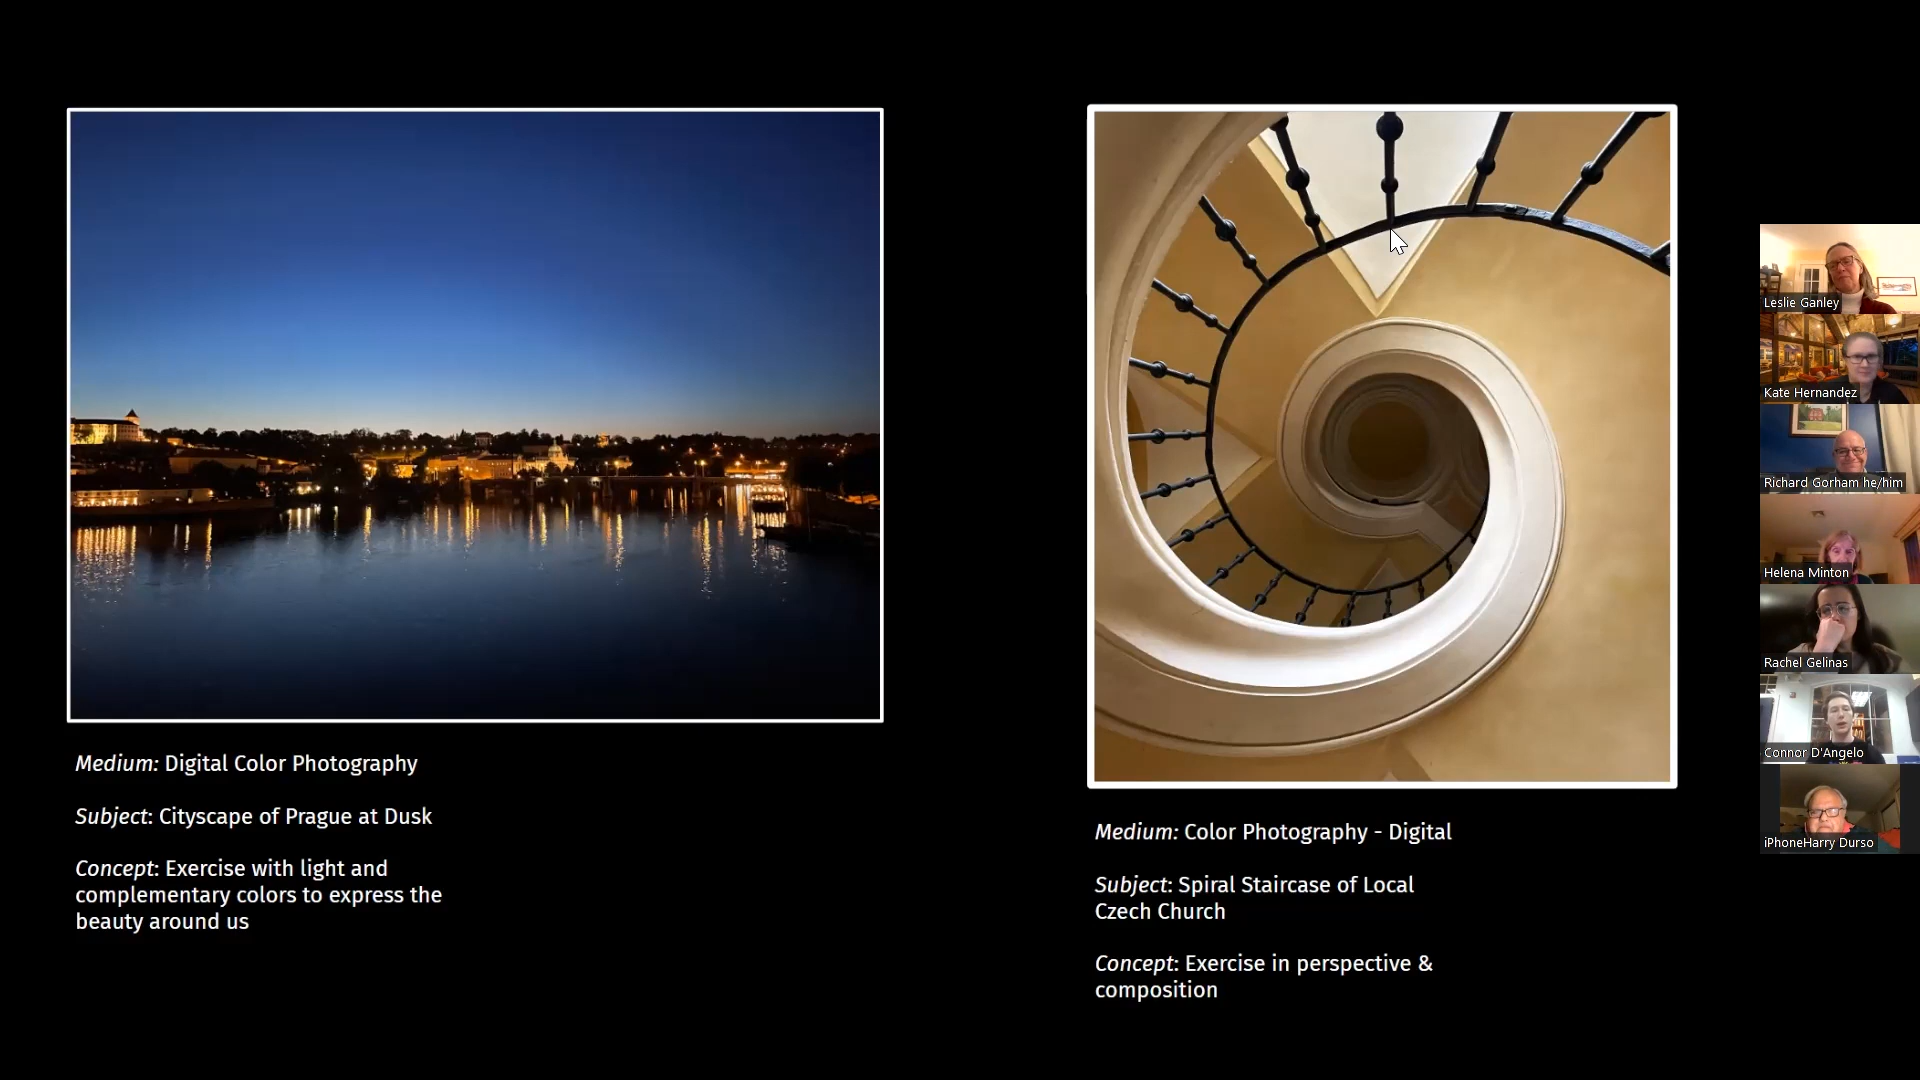 Medium: Digital Color Photography
Subject: Cityscape of Prague at Dusk
Concept: Exercise with light and
complementary colors to express the
beauty around us
Medium: Color Photography - Digital
Subject: Spiral Staircase of Local
Czech Church
Concept: Exercise in perspective &
composition
Leslie Ganley
Kate Hernandez
Richard Gorham he/him
Helena Minton
Rachel Gelinas
Connor D'Angelo
iPhoneHarry Durso